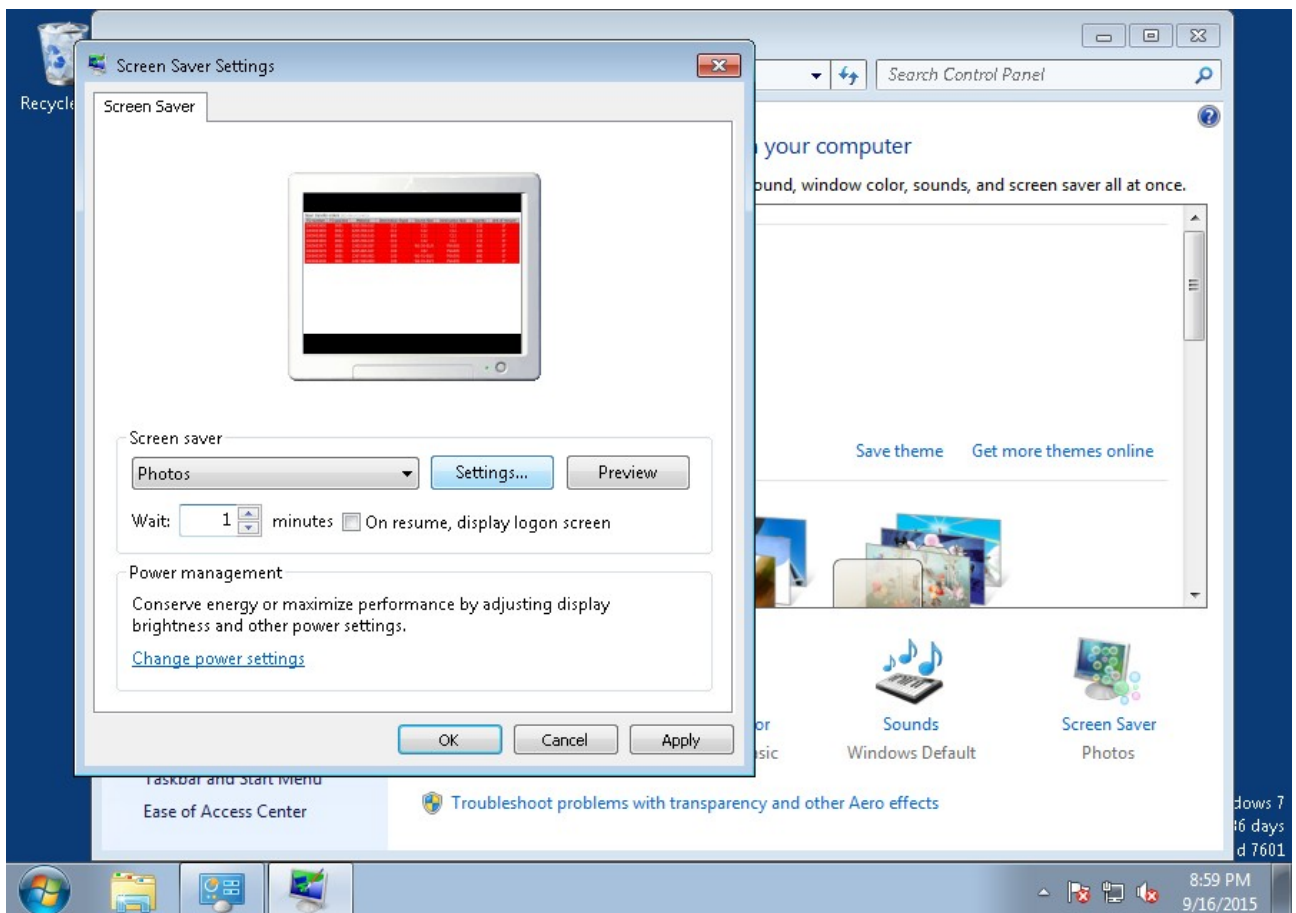 Recycle
Screen Saver Settings
Search Control Panel
Screen Saver
your computer
ound, window color, sounds, and screen saver all at once.
Screen saver
Photos
Settings...
Preview
Wait: 1 minutes On resume, display logon screen
Save theme Get more themes online
Power management
Conserve energy or maximize performance by adjusting display
brightness and other power settings.
Change power settings
OK Cancel Apply
or
Sounds
Windows Default
Screen Saver
Photos
Taskbar and Start Menu
Ease of Access Center
Troubleshoot problems with transparency and other Aero effects
dows 7
days
d 7601
8:59 PM
9/16/2015